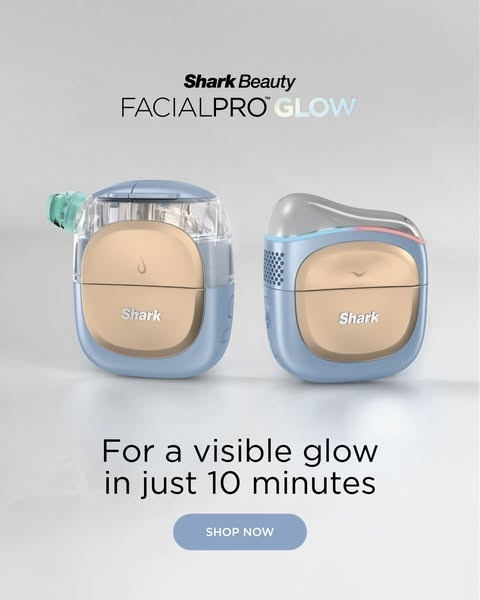 Shark Beauty
FACIALPRO™ GLOW
Shark
Shark
For a visible glow
in just 10 minutes
SHOP NOW